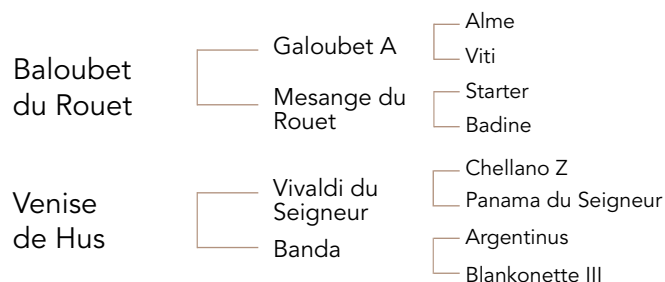 Baloubet
du Rouet
Galoubet A
Alme
Viti
Mesange du
Rouet
Starter
Badine
Venise
de Hus
Vivaldi du
Seigneur
Chellano Z
Panama du Seigneur
Banda
Argentinus
Blankonette III